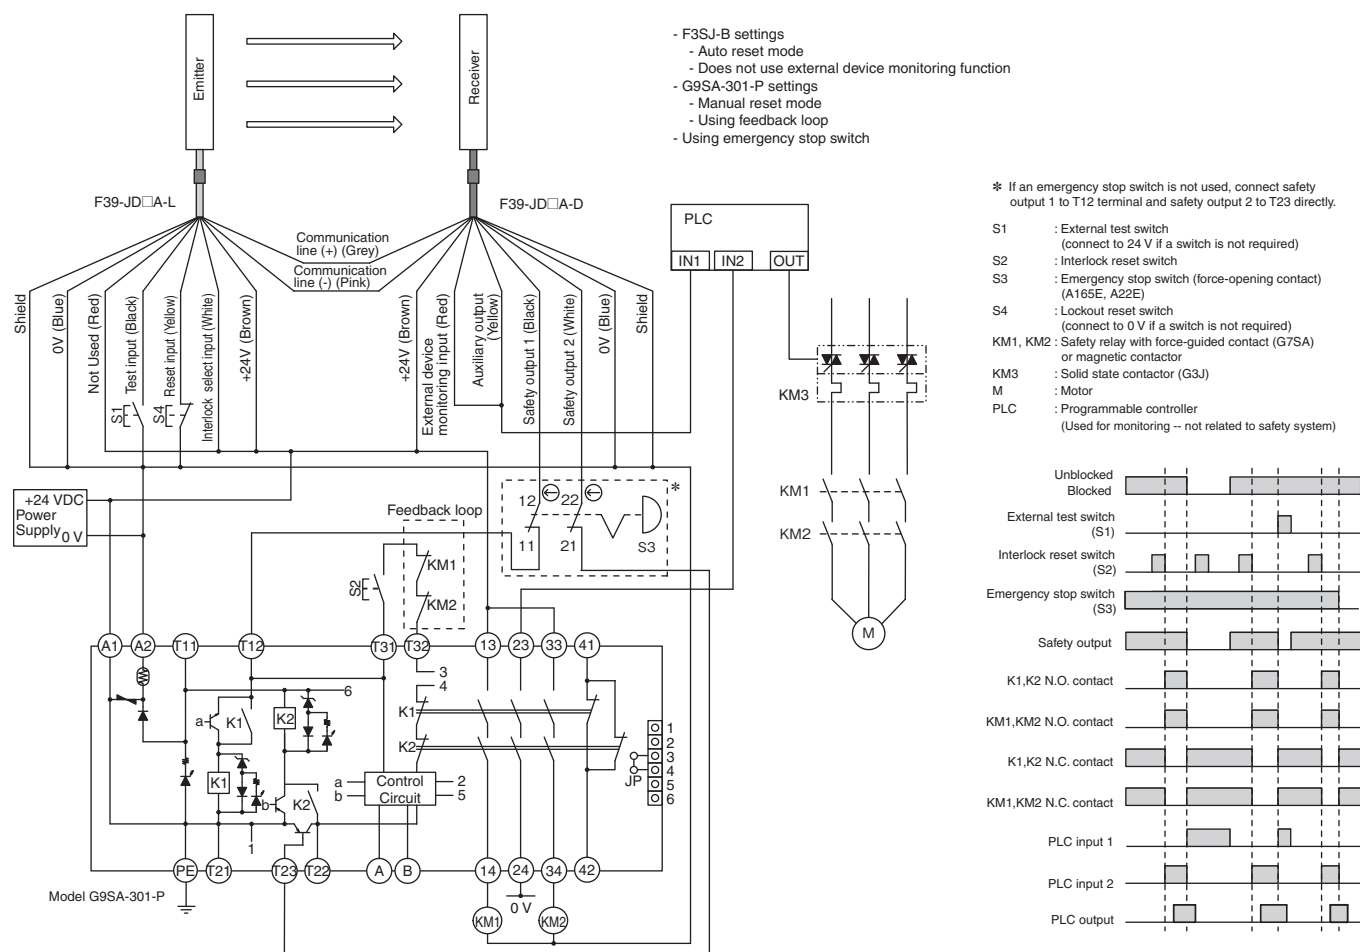 - F3SJ-B settings
- Auto reset mode
- Does not use external device monitoring function
- G9SA-301-P settings
- Manual reset mode
- Using feedback loop
- Using emergency stop switch
Emitter
Receiver
F39-JD□A-L
F39-JD□A-D
Communication
line (+) (Grey)
Communication
line (-) (Pink)
Shield
0V (Blue)
Not Used (Red)
Test input (Black)
Reset input (Yellow)
Interlock select input (White)
+24V (Brown)
+24V (Brown)
External device
monitoring input (Red)
Auxiliary output
(Yellow)
Safety output 1 (Black)
Safety output 2 (White)
0V (Blue)
Shield
S1
S4
PLC
IN1
IN2
OUT
KM3
KM1
KM2
M
+24 VDC
Power
Supply
0 V
Feedback loop
KM1
KM2
S2
12
22
11
21
S3
*
A1
A2
T11
T12
T31
T32
13
23
33
41
3
4
6
a
K1
K2
K1
K2
K1
b
K2
1
a
b
Control
Circuit
2
5
JP
1
2
3
4
5
6
PE
T21
T23
T22
A
B
14
24
34
42
Model G9SA-301-P
KM1
0 V
KM2
* If an emergency stop switch is not used, connect safety
output 1 to T12 terminal and safety output 2 to T23 directly.
S1 : External test switch
(connect to 24 V if a switch is not required)
S2 : Interlock reset switch
S3 : Emergency stop switch (force-opening contact)
(A165E, A22E)
S4 : Lockout reset switch
(connect to 0 V if a switch is not required)
KM1, KM2 : Safety relay with force-guided contact (G7SA)
or magnetic contactor
KM3 : Solid state contactor (G3J)
M : Motor
PLC : Programmable controller
(Used for monitoring -- not related to safety system)
Unblocked
Blocked
External test switch
(S1)
Interlock reset switch
(S2)
Emergency stop switch
(S3)
Safety output
K1,K2 N.O. contact
KM1,KM2 N.O. contact
K1,K2 N.C. contact
KM1,KM2 N.C. contact
PLC input 1
PLC input 2
PLC output